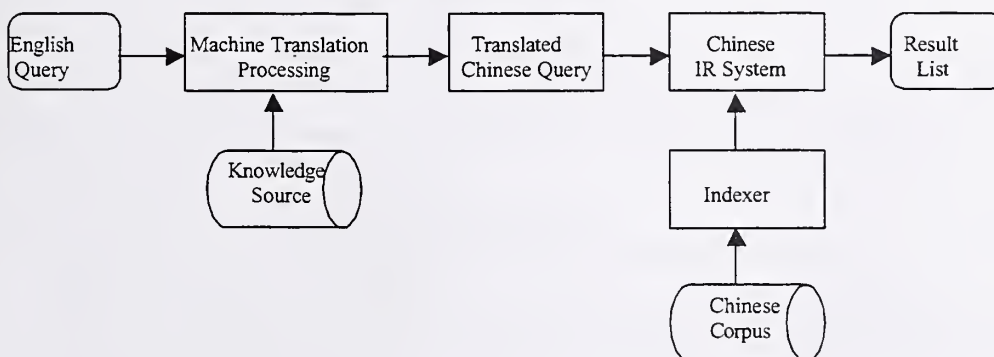 English
Query
Machine Translation
Processing
Translated
Chinese Query
Chinese
IR System
Result
List
Knowledge
Source
Indexer
Chinese
Corpus